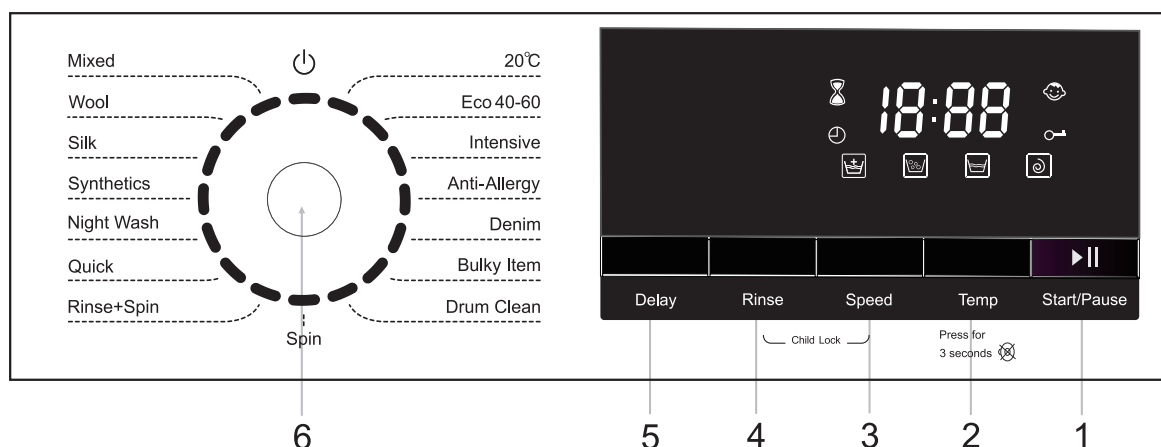 Mixed
Wool
Silk
Synthetics
Night Wash
Quick
Rinse+Spin
Spin
20℃
Eco 40-60
Intensive
Anti-Allergy
Denim
Bulky Item
Drum Clean
18:88
Delay Rinse Speed Temp Start/Pause
Child Lock
Press for
3 seconds
6 5 4 3 2 1